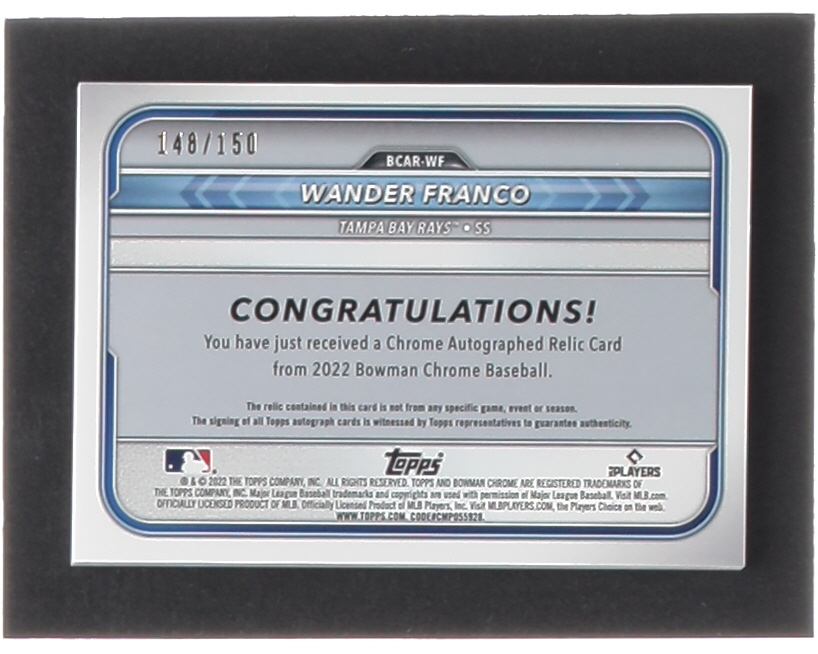 148/150
BCAR-WF
WANDER FRANCO
TAMPA BAY RAYS™ • SS
CONGRATULATIONS!
You have just received a Chrome Autographed Relic Card
from 2022 Bowman Chrome Baseball.
The relic contained in this card is not from any specific game, event or season.
The signing of all Topps autograph cards is witnessed by Topps representatives to guarantee authenticity.
topps
PLAYERS
® & © 2022 THE TOPPS COMPANY, INC. ALL RIGHTS RESERVED. TOPPS AND BOWMAN CHROME ARE REGISTERED TRADEMARKS OF
THE TOPPS COMPANY, INC. Major League Baseball trademarks and copyrights are used with permission of Major League Baseball. Visit MLB.com.
OFFICIALLY LICENSED PRODUCT OF MLB Players, Inc. Visit MLBPLAYERS.COM, the Players Choice on the web.
WWW.TOPPS.COM. CODE#CMP055928.